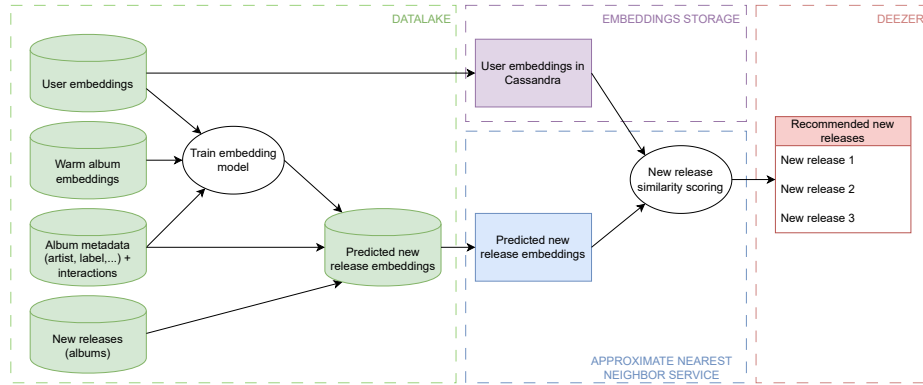 DATALAKE
User embeddings
Warm album
embeddings
Album metadata
(artist, label,...) +
interactions
New releases
(albums)
Train embedding
model
Predicted new
release embeddings
EMBEDDINGS STORAGE
User embeddings in
Cassandra
Predicted new
release embeddings
New release
similarity scoring
APPROXIMATE NEAREST
NEIGHBOR SERVICE
DEEZER
Recommended new
releases
New release 1
New release 2
New release 3